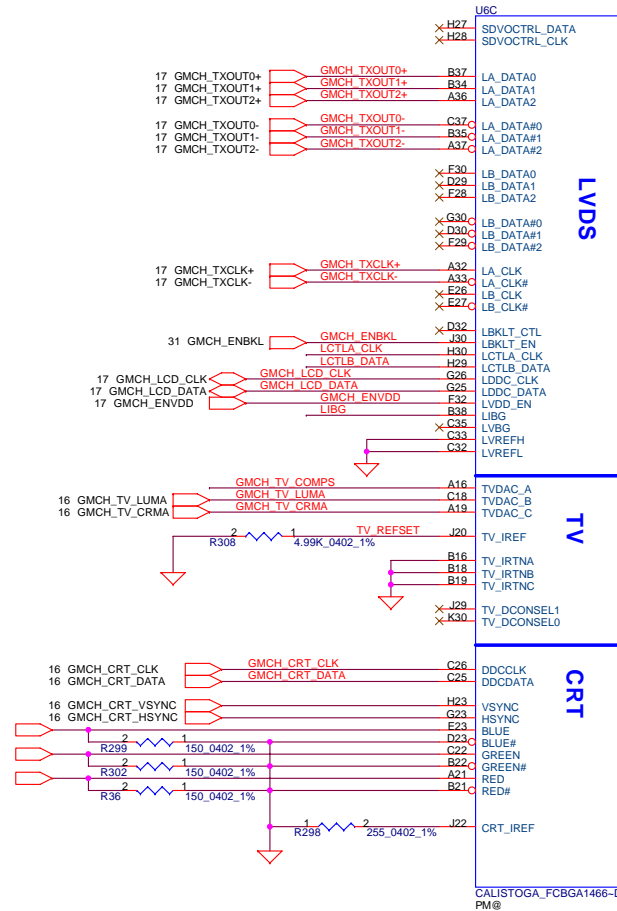 U6C
H27 SDVOCTRL_DATA
H28 SDVOCTRL_CLK
17 GMCH_TXOUT0+ GMCH_TXOUT0+ B37 LA_DATA0
17 GMCH_TXOUT1+ GMCH_TXOUT1+ B34 LA_DATA1
17 GMCH_TXOUT2+ GMCH_TXOUT2+ A36 LA_DATA2
17 GMCH_TXOUT0- GMCH_TXOUT0- C37 LA_DATA#0
17 GMCH_TXOUT1- GMCH_TXOUT1- B35 LA_DATA#1
17 GMCH_TXOUT2- GMCH_TXOUT2- A37 LA_DATA#2
F30 LB_DATA0
D29 LB_DATA1
F28 LB_DATA2
LVDS
G30 LB_DATA#0
D30 LB_DATA#1
F29 LB_DATA#2
17 GMCH_TXCLK+ GMCH_TXCLK+ A32 LA_CLK
17 GMCH_TXCLK- GMCH_TXCLK- A33 LA_CLK#
E26 LB_CLK
E27 LB_CLK#
D32 LBKLT_CTL
31 GMCH_ENBKL GMCH_ENBKL J30 LBKLT_EN
LCTLA_CLK H30 LCTLA_CLK
LCTLB_DATA H29 LCTLB_DATA
17 GMCH_LCD_CLK GMCH_LCD_CLK G26 LDDC_CLK
17 GMCH_LCD_DATA GMCH_LCD_DATA G25 LDDC_DATA
17 GMCH_ENVDD GMCH_ENVDD F32 LVDD_EN
LIBG B38 LIBG
C35 LVBG
C33 LVREFH
C32 LVREFL
GMCH_TV_COMPS A16 TVDAC_A
16 GMCH_TV_LUMA GMCH_TV_LUMA C18 TVDAC_B
16 GMCH_TV_CRMA GMCH_TV_CRMA A19 TVDAC_C
TV
2 1 TV_REFSET J20 TV_IREF
R308 4.99K_0402_1%
B16 TV_IRTNA
B18 TV_IRTNB
B19 TV_IRTNC
J29 TV_DCONSEL1
K30 TV_DCONSEL0
16 GMCH_CRT_CLK GMCH_CRT_CLK C26 DDCCLK
16 GMCH_CRT_DATA GMCH_CRT_DATA C25 DDCDATA
CRT
16 GMCH_CRT_VSYNC H23 VSYNC
16 GMCH_CRT_HSYNC G23 HSYNC
E23 BLUE
2 1 D23 BLUE#
R299 150_0402_1%
C22 GREEN
2 1 B22 GREEN#
R302 150_0402_1%
A21 RED
2 1 B21 RED#
R36 150_0402_1%
1 2 J22 CRT_IREF
R298 255_0402_1%
CALISTOGA_FCBGA1466~D
PM@